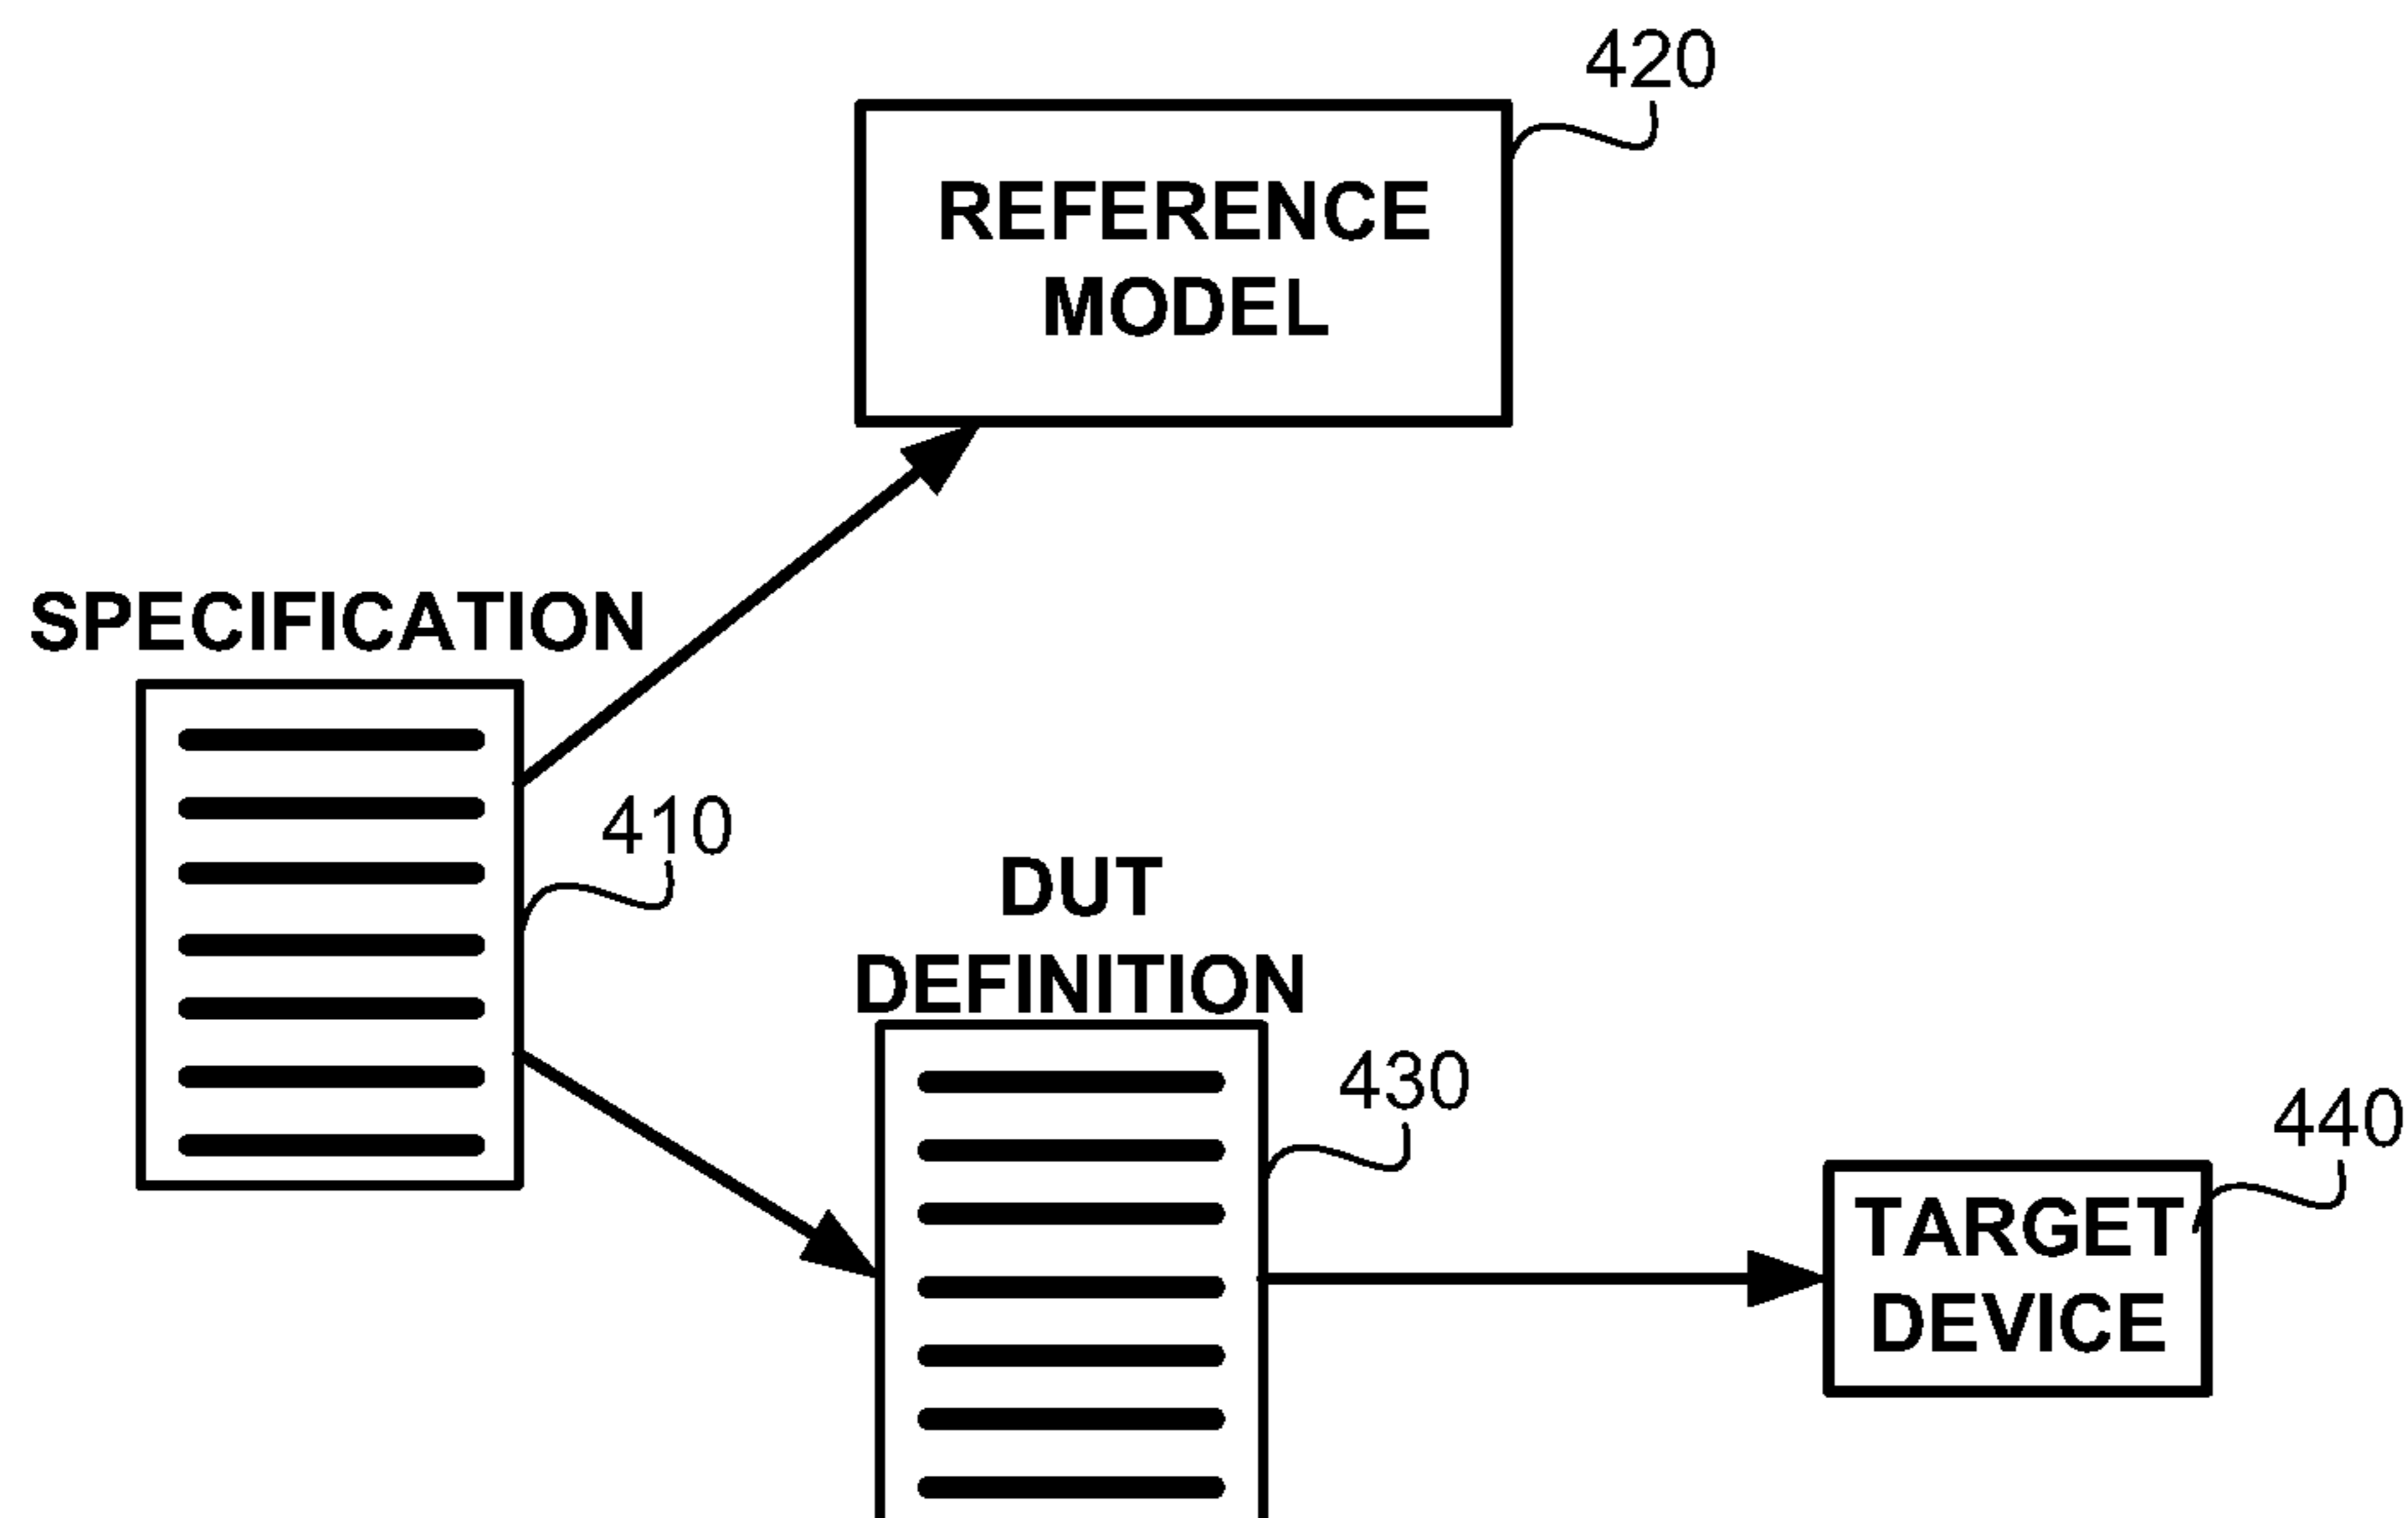 420
REFERENCE
MODEL
SPECIFICATION
410
DUT
DEFINITION
430
440
TARGET
DEVICE